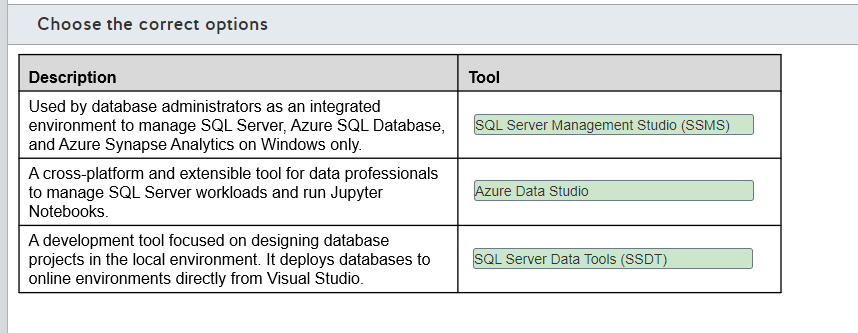 Choose the correct options
Description
Tool
Used by database administrators as an integrated
environment to manage SQL Server, Azure SQL Database,
and Azure Synapse Analytics on Windows only.
SQL Server Management Studio (SSMS)
A cross-platform and extensible tool for data professionals
to manage SQL Server workloads and run Jupyter
Notebooks.
Azure Data Studio
A development tool focused on designing database
projects in the local environment. It deploys databases to
online environments directly from Visual Studio.
SQL Server Data Tools (SSDT)